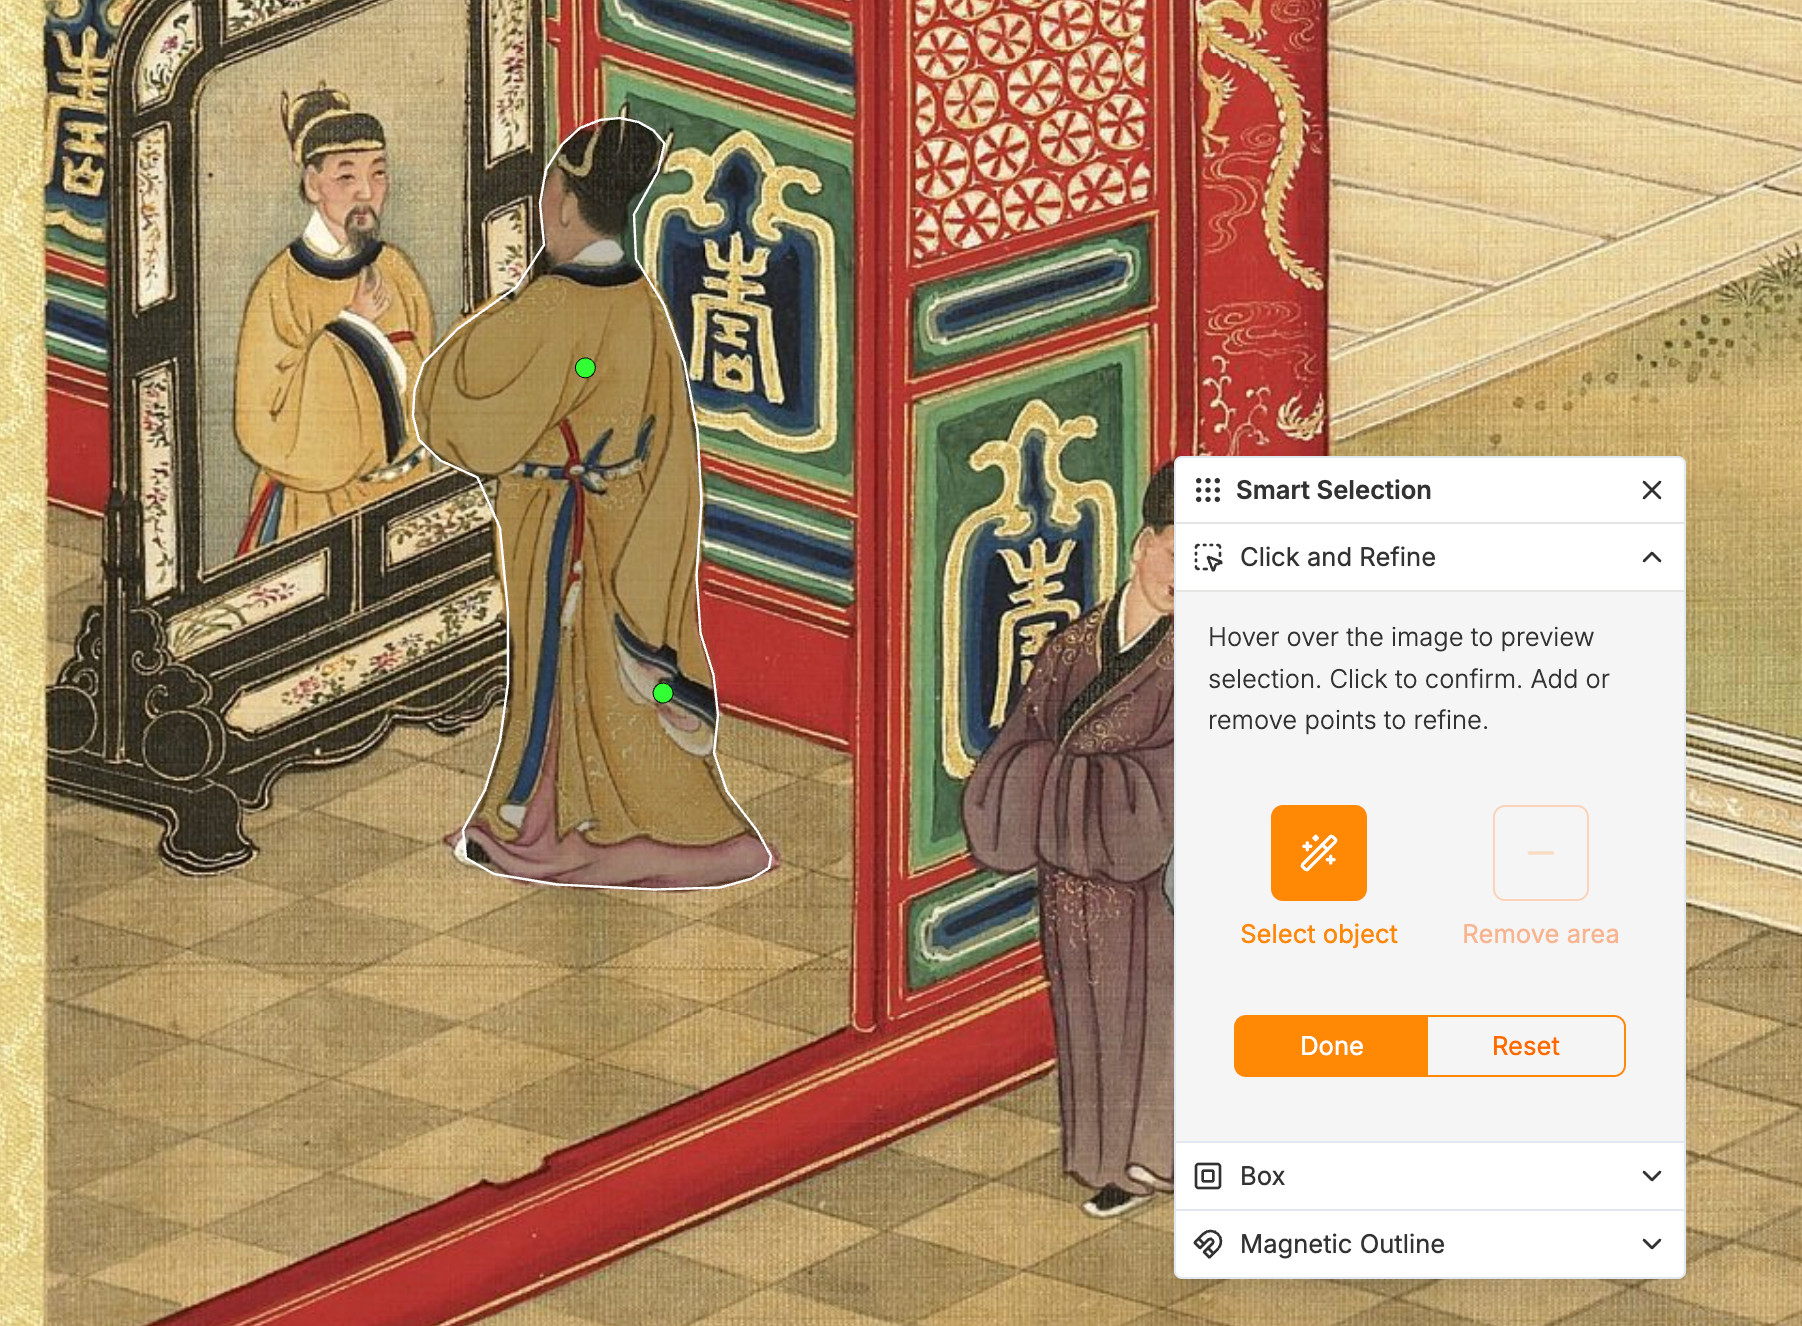 Smart Selection
Click and Refine
Hover over the image to preview
selection. Click to confirm. Add or
remove points to refine.
Select object
Remove area
Done
Reset
Box
Magnetic Outline